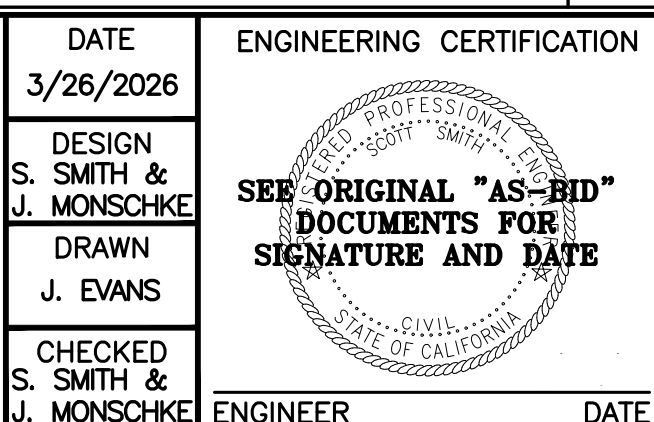 DATE
3/26/2026
DESIGN
S. SMITH &
J. MONSCHKE
DRAWN
J. EVANS
CHECKED
S. SMITH &
J. MONSCHKE
ENGINEERING CERTIFICATION
REGISTERED PROFESSIONAL ENGINEER
SCOTT SMITH
SEE ORIGINAL "AS-BID"
DOCUMENTS FOR
SIGNATURE AND DATE
CIVIL
STATE OF CALIFORNIA
ENGINEER DATE